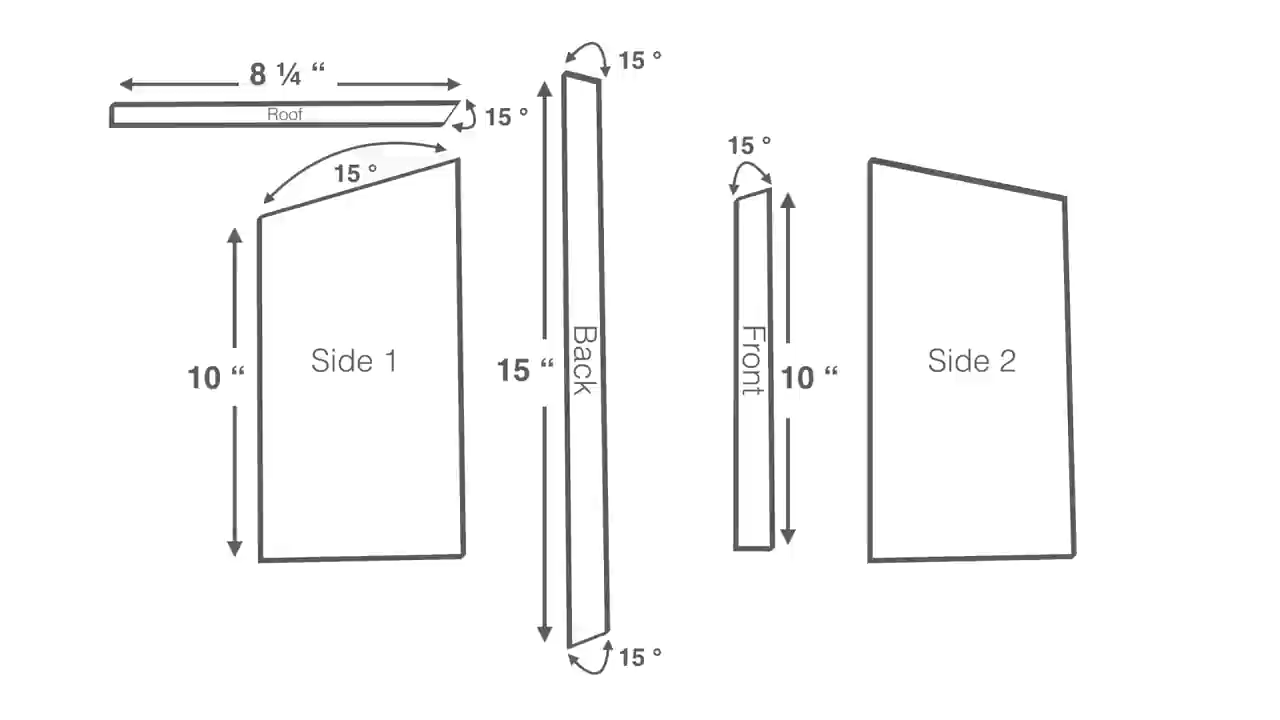 8 ¼ “
Roof
15 °
15 °
10 “
Side 1
15 °
15 “
Back
15 °
15 °
Front
10 “
Side 2